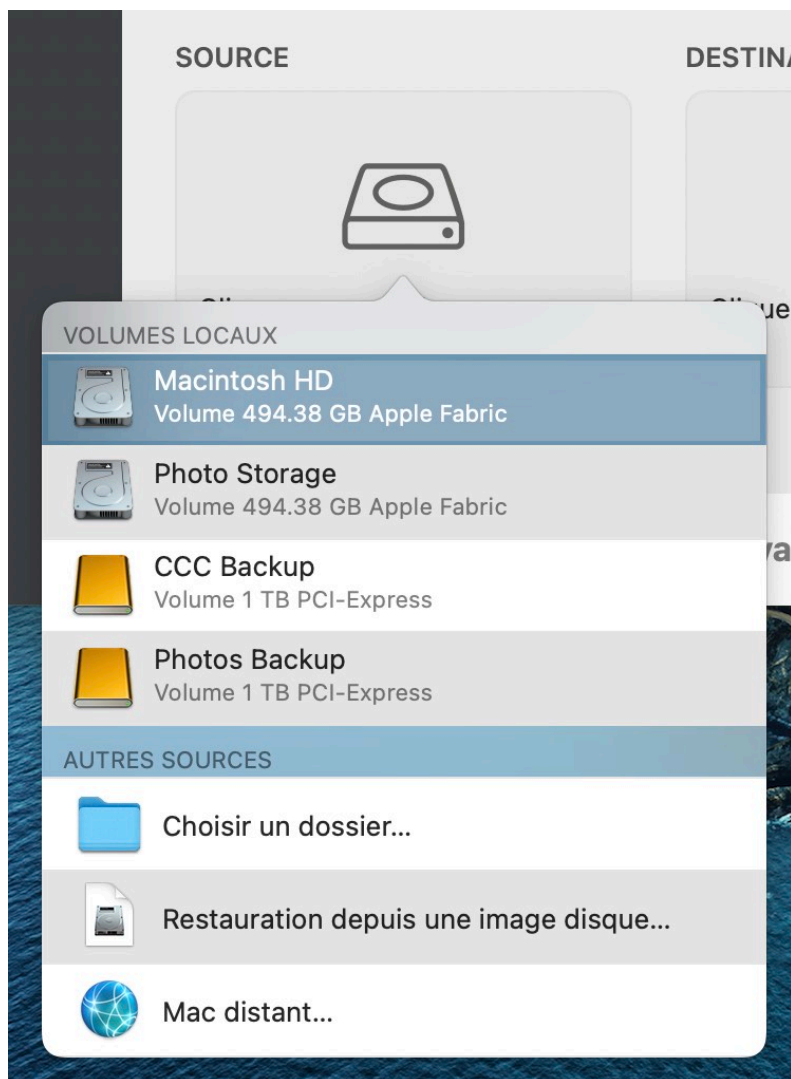 SOURCE
DESTINA
VOLUMES LOCAUX
Macintosh HD
Volume 494.38 GB Apple Fabric
Photo Storage
Volume 494.38 GB Apple Fabric
CCC Backup
Volume 1 TB PCI-Express
Photos Backup
Volume 1 TB PCI-Express
AUTRES SOURCES
Choisir un dossier...
Restauration depuis une image disque...
Mac distant...